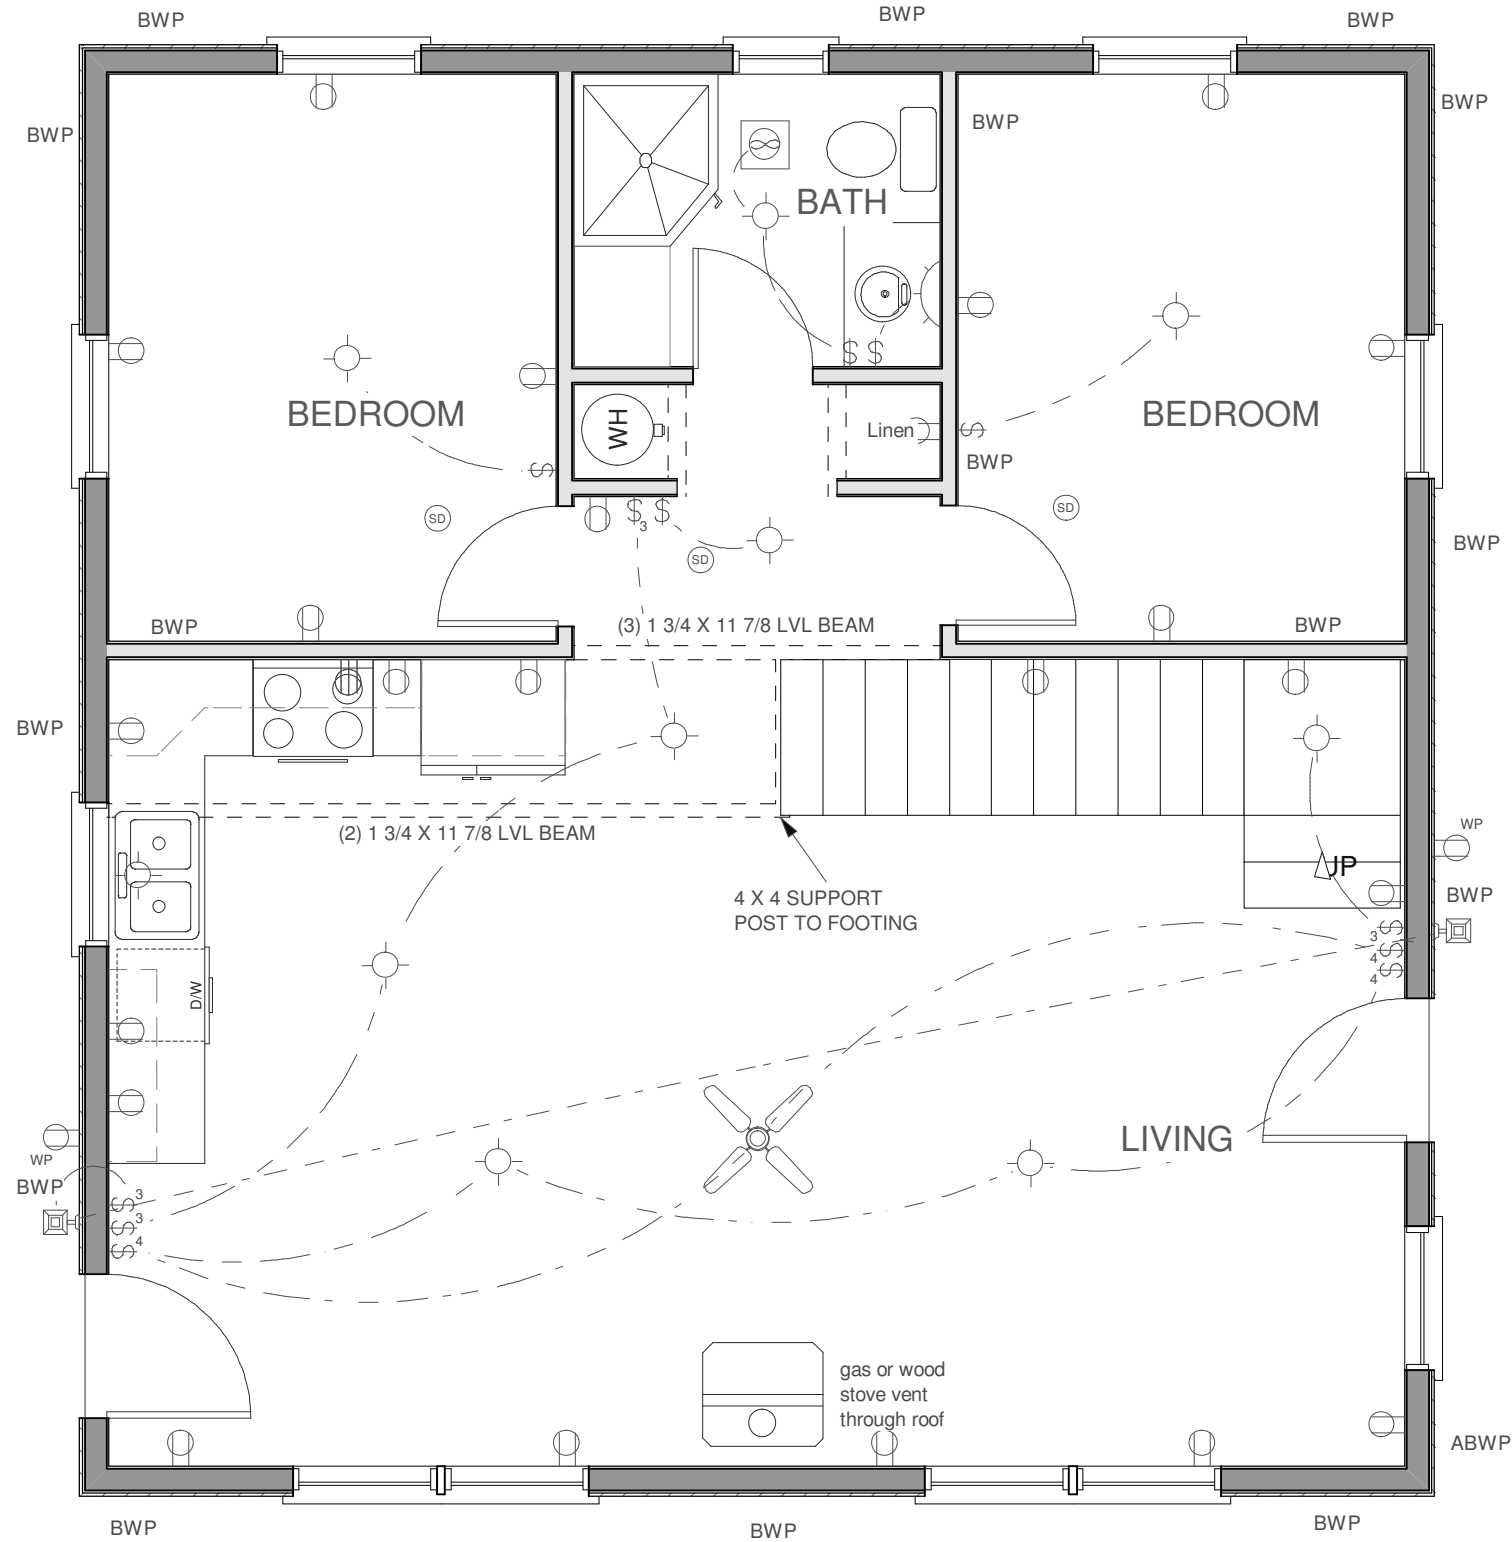 BWP
BWP
BWP
BWP
BWP
BWP
BATH
BEDROOM
BEDROOM
WH
Linen
$ $
$
$
BWP
SD
SD
$ $
3
SD
BWP
BWP
(3) 1 3/4 X 11 7/8 LVL BEAM
BWP
BWP
(2) 1 3/4 X 11 7/8 LVL BEAM
WP
UP
BWP
4 X 4 SUPPORT
POST TO FOOTING
$
3
$
4
$
4
D/W
LIVING
WP
BWP
$ 3
$ 3
$ 4
gas or wood
stove vent
through roof
ABWP
BWP
BWP
BWP